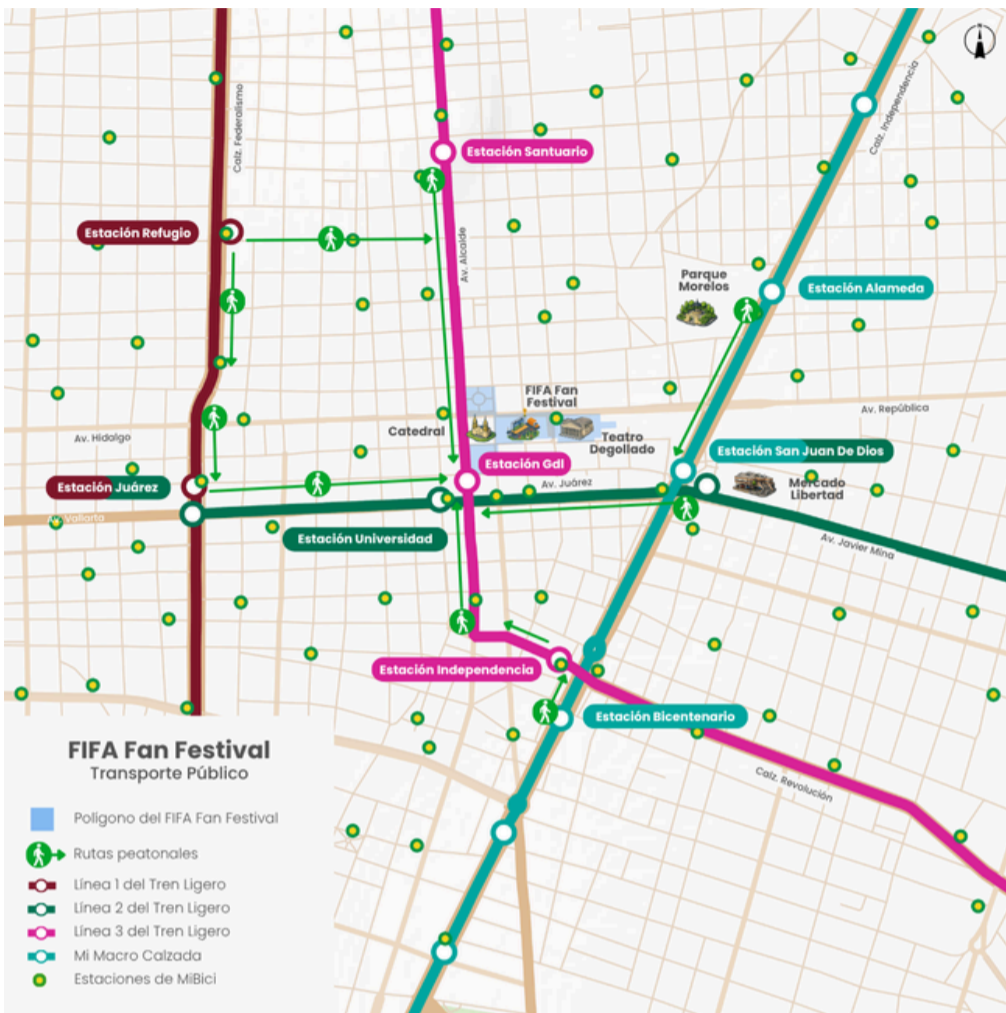 Calz. Federalismo
Calz. Independencia
Estación Santuario
Estación Refugio
Av. Alcalde
Parque
Morelos
Estación Alameda
FIFA Fan
Festival
Av. República
Catedral
Av. Hidalgo
Teatro
Degollado
Estación San Juan De Dios
Estación Gdl
Mercado
Libertad
Estación Juárez
Av. Juárez
Av. Vallarta
Estación Universidad
Av. Javier Mina
Estación Independencia
Estación Bicentenario
Calz. Revolución
FIFA Fan Festival
Transporte Público
Poligono del FIFA Fan Festival
Rutas peatonales
Línea 1 del Tren Ligero
Línea 2 del Tren Ligero
Línea 3 del Tren Ligero
Mi Macro Calzada
Estaciones de MiBici